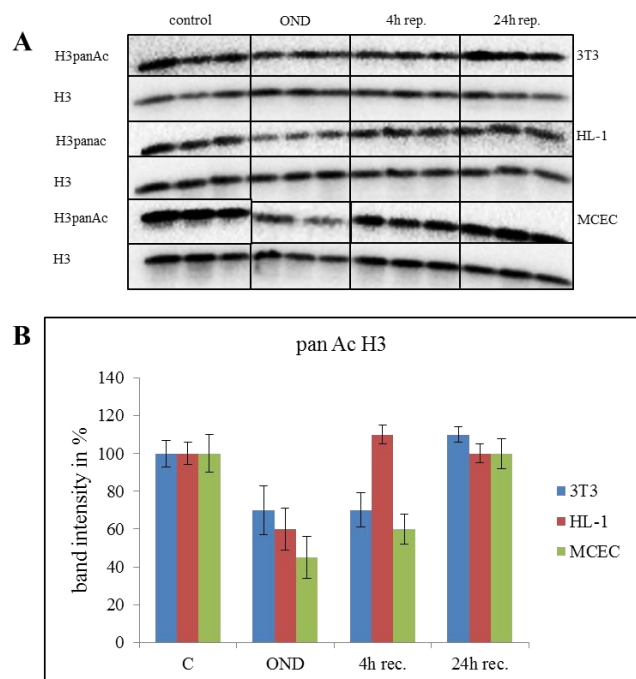 A
control OND 4h rep. 24h rep.
H3panAc 3T3
H3
H3panac HL-1
H3
H3panAc MCEC
H3
B
pan Ac H3
band intensity in %
140
120
100
80
60
40
20
0
C OND 4h rec. 24h rec.
3T3
HL-1
MCEC